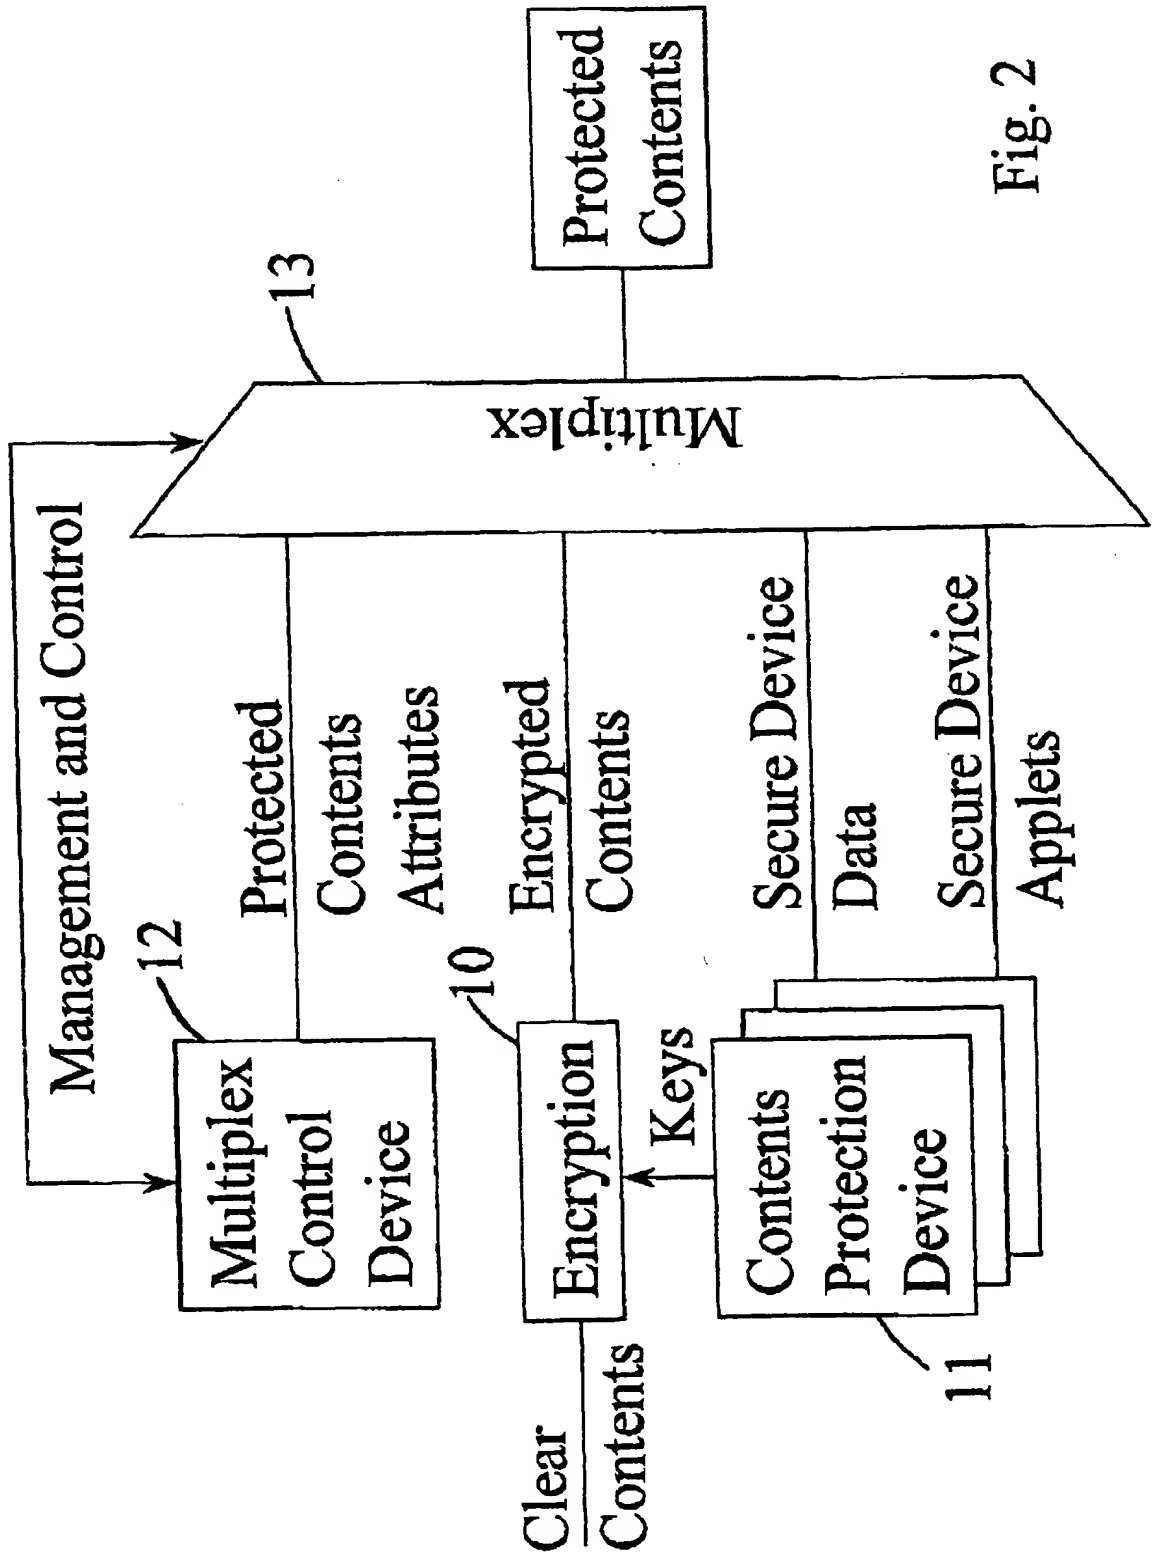 Management and Control
12
Multiplex
Control
Device
Protected
Contents
Attributes
13
Multiplex
Clear
Contents
10
Encryption
Encrypted
Contents
Keys
Contents
Protection
Device
11
Secure Device
Data
Secure Device
Applets
Protected
Contents
Fig. 2